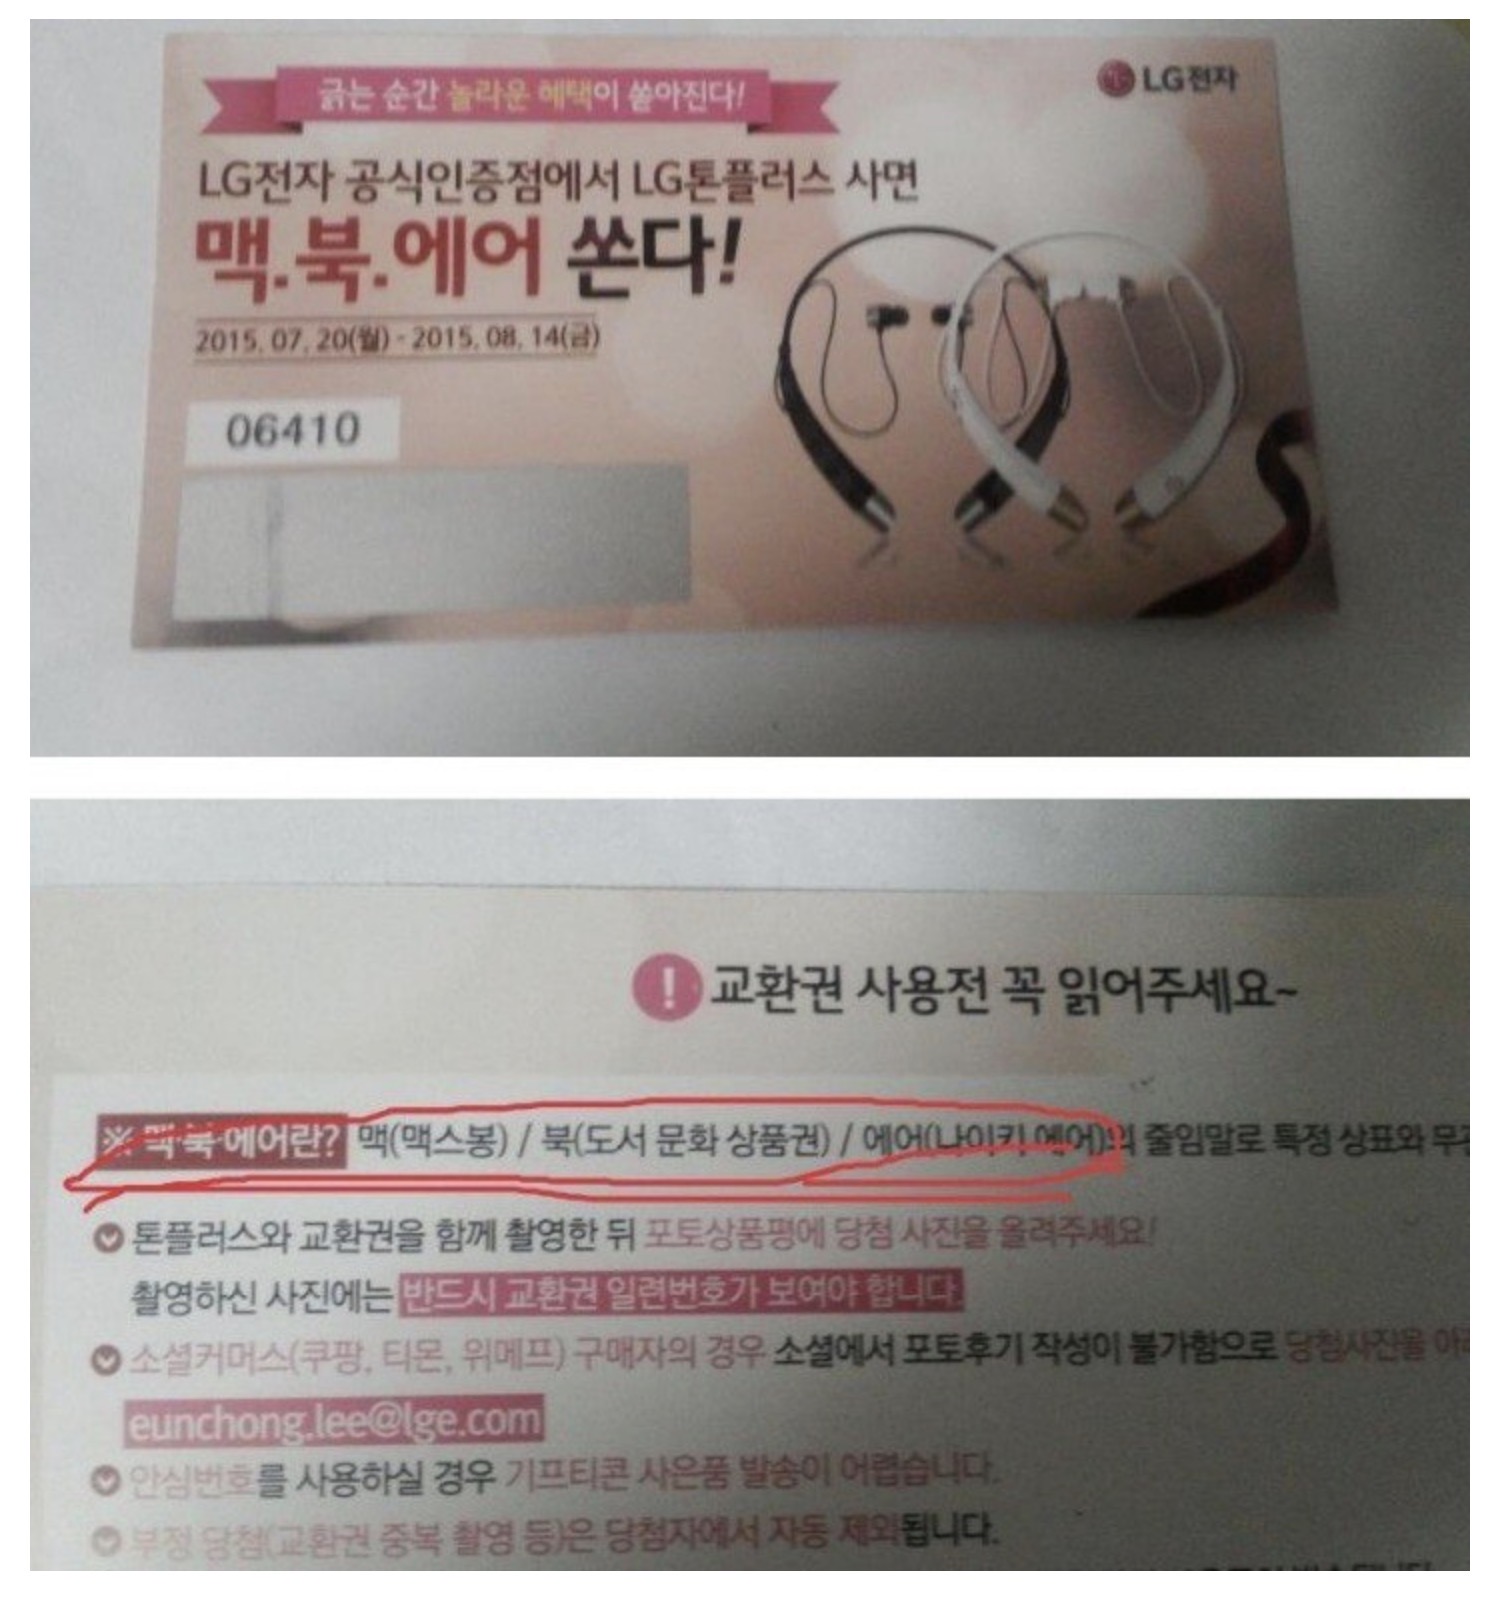 긁는 순간 놀라운 혜택이 쏟아진다!
LG전자
LG전자 공식인증점에서 LG톤플러스 사면
맥.북.에어 쏜다!
2015. 07. 20(월) - 2015. 08. 14(금)
06410
! 교환권 사용전 꼭 읽어주세요~
※ 맥·북·에어란? 맥(맥스봉) / 북(도서 문화 상품권) / 에어(나이키 에어)의 줄임말로 특정 상표와
톤플러스와 교환권을 함께 촬영한 뒤 포토상품평에 당첨 사진을 올려주세요!
촬영하신 사진에는 반드시 교환권 일련번호가 보여야 합니다.
소셜커머스(쿠팡, 티몬, 위메프) 구매자의 경우 소셜에서 포토후기 작성이 불가함으로 당첨사진을
eunchong.lee@lge.com
안심번호를 사용하실 경우 기프티콘 사은품 발송이 어렵습니다.
부정 당첨(교환권 중복 촬영 등)은 당첨자에서 자동 제외됩니다.